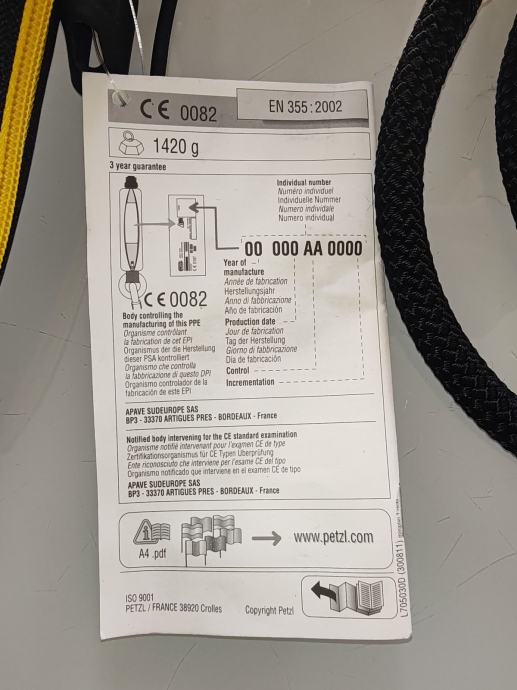 CE 0082
EN 355 : 2002
1420 g
3 year guarantee
Individual number
Numéro individuel
Individuelle Nummer
Numero individuale
Numero individual
00 000 AA 0000
Year of
manufacture
Année de fabrication
Herstellungsjahr
Anno di fabbricazione
Año de fabricación
Production date
Jour de fabrication
Tag der Herstellung
Giorno di fabbricazione
Día de fabricación
Control
Incrementation
CE 0082
Body controlling the
manufacturing of this PPE
Organisme contrôlant
la fabrication de cet EPI
Organismus der die Herstellung
dieser PSA kontrolliert
Organismo che controlla
la fabbricazione di questo DPI
Organismo controlador de la
fabricación de este EPI
APAVE SUDEUROPE SAS
BP3 - 33370 ARTIGUES PRES - BORDEAUX - France
Notified body intervening for the CE standard examination
Organisme notifié intervenant pour l'examen CE de type
Zertifikationsorganismus für CE Typen Überprüfung
Ente riconosciuto che interviene per l'esame CE del tipo
Organismo notificado que interviene en el examen CE de tipo
APAVE SUDEUROPE SAS
BP3 - 33370 ARTIGUES PRES - BORDEAUX - France
A4 .pdf
www.petzl.com
ISO 9001
PETZL / FRANCE 38920 Crolles
Copyright Petzl
L705030D (300811)